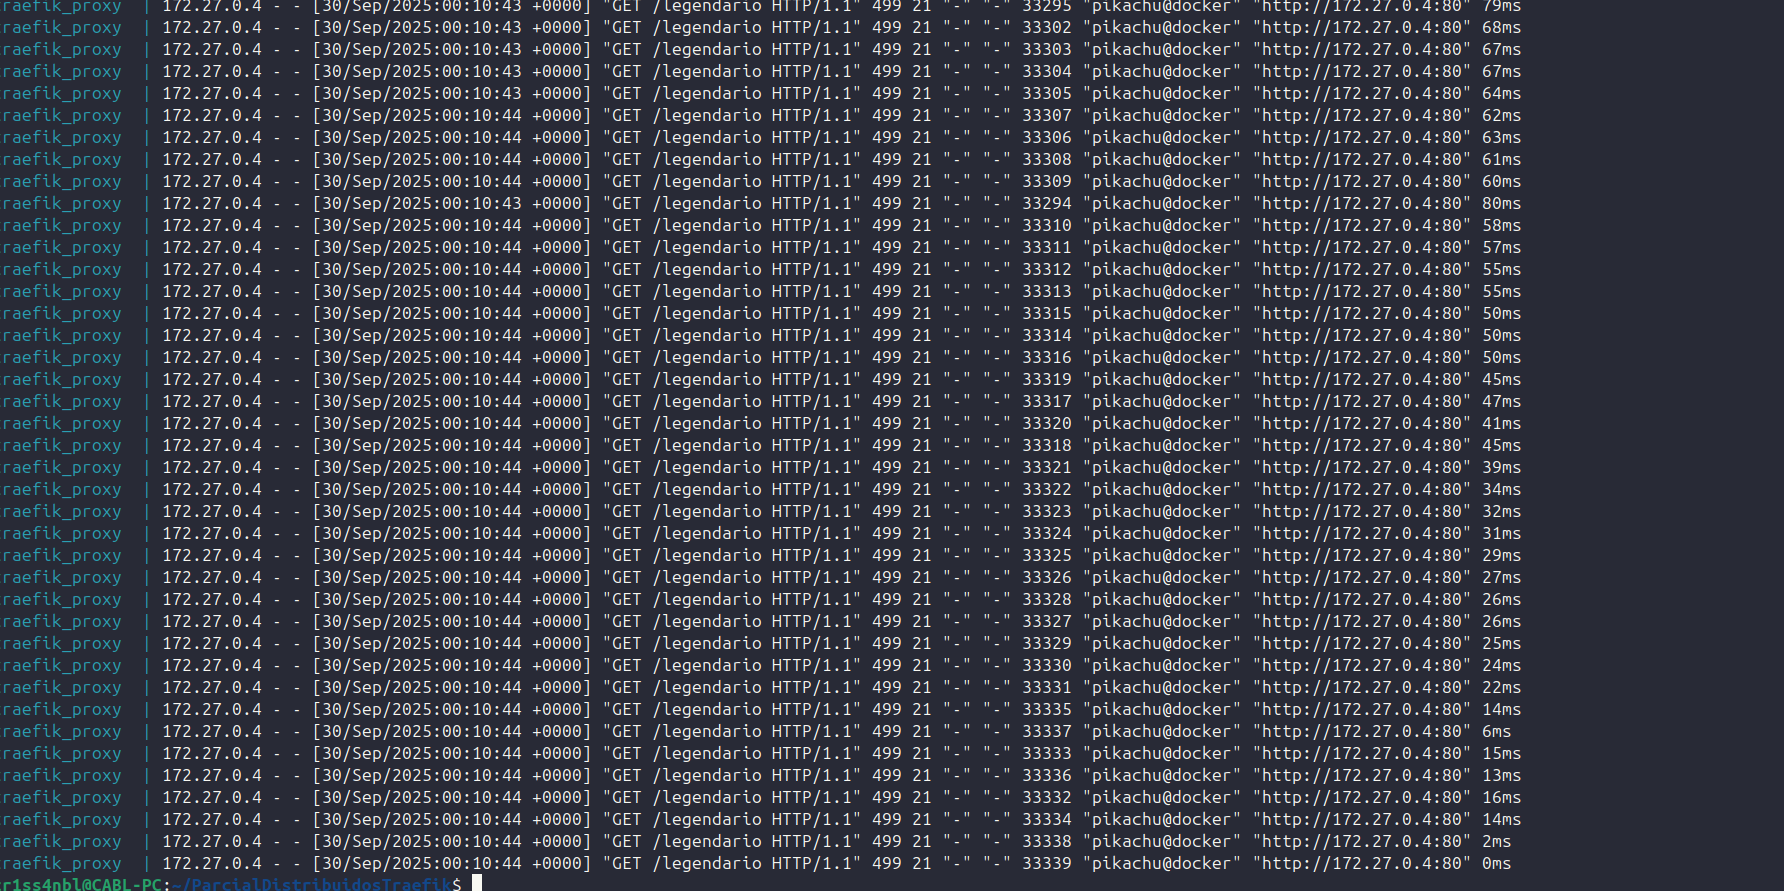 raefik_proxy | 172.27.0.4 - - [30/Sep/2025:00:10:43 +0000] "GET /legendario HTTP/1.1" 499 21 "-" "-" 33295 "pikachu@docker" "http://172.27.0.4:80" 79ms
raefik_proxy | 172.27.0.4 - - [30/Sep/2025:00:10:43 +0000] "GET /legendario HTTP/1.1" 499 21 "-" "-" 33302 "pikachu@docker" "http://172.27.0.4:80" 68ms
raefik_proxy | 172.27.0.4 - - [30/Sep/2025:00:10:43 +0000] "GET /legendario HTTP/1.1" 499 21 "-" "-" 33303 "pikachu@docker" "http://172.27.0.4:80" 67ms
raefik_proxy | 172.27.0.4 - - [30/Sep/2025:00:10:43 +0000] "GET /legendario HTTP/1.1" 499 21 "-" "-" 33304 "pikachu@docker" "http://172.27.0.4:80" 67ms
raefik_proxy | 172.27.0.4 - - [30/Sep/2025:00:10:43 +0000] "GET /legendario HTTP/1.1" 499 21 "-" "-" 33305 "pikachu@docker" "http://172.27.0.4:80" 64ms
raefik_proxy | 172.27.0.4 - - [30/Sep/2025:00:10:44 +0000] "GET /legendario HTTP/1.1" 499 21 "-" "-" 33307 "pikachu@docker" "http://172.27.0.4:80" 62ms
raefik_proxy | 172.27.0.4 - - [30/Sep/2025:00:10:44 +0000] "GET /legendario HTTP/1.1" 499 21 "-" "-" 33306 "pikachu@docker" "http://172.27.0.4:80" 63ms
raefik_proxy | 172.27.0.4 - - [30/Sep/2025:00:10:44 +0000] "GET /legendario HTTP/1.1" 499 21 "-" "-" 33308 "pikachu@docker" "http://172.27.0.4:80" 61ms
raefik_proxy | 172.27.0.4 - - [30/Sep/2025:00:10:44 +0000] "GET /legendario HTTP/1.1" 499 21 "-" "-" 33309 "pikachu@docker" "http://172.27.0.4:80" 60ms
raefik_proxy | 172.27.0.4 - - [30/Sep/2025:00:10:43 +0000] "GET /legendario HTTP/1.1" 499 21 "-" "-" 33294 "pikachu@docker" "http://172.27.0.4:80" 80ms
raefik_proxy | 172.27.0.4 - - [30/Sep/2025:00:10:44 +0000] "GET /legendario HTTP/1.1" 499 21 "-" "-" 33310 "pikachu@docker" "http://172.27.0.4:80" 58ms
raefik_proxy | 172.27.0.4 - - [30/Sep/2025:00:10:44 +0000] "GET /legendario HTTP/1.1" 499 21 "-" "-" 33311 "pikachu@docker" "http://172.27.0.4:80" 57ms
raefik_proxy | 172.27.0.4 - - [30/Sep/2025:00:10:44 +0000] "GET /legendario HTTP/1.1" 499 21 "-" "-" 33312 "pikachu@docker" "http://172.27.0.4:80" 55ms
raefik_proxy | 172.27.0.4 - - [30/Sep/2025:00:10:44 +0000] "GET /legendario HTTP/1.1" 499 21 "-" "-" 33313 "pikachu@docker" "http://172.27.0.4:80" 55ms
raefik_proxy | 172.27.0.4 - - [30/Sep/2025:00:10:44 +0000] "GET /legendario HTTP/1.1" 499 21 "-" "-" 33315 "pikachu@docker" "http://172.27.0.4:80" 50ms
raefik_proxy | 172.27.0.4 - - [30/Sep/2025:00:10:44 +0000] "GET /legendario HTTP/1.1" 499 21 "-" "-" 33314 "pikachu@docker" "http://172.27.0.4:80" 50ms
raefik_proxy | 172.27.0.4 - - [30/Sep/2025:00:10:44 +0000] "GET /legendario HTTP/1.1" 499 21 "-" "-" 33316 "pikachu@docker" "http://172.27.0.4:80" 50ms
raefik_proxy | 172.27.0.4 - - [30/Sep/2025:00:10:44 +0000] "GET /legendario HTTP/1.1" 499 21 "-" "-" 33319 "pikachu@docker" "http://172.27.0.4:80" 45ms
raefik_proxy | 172.27.0.4 - - [30/Sep/2025:00:10:44 +0000] "GET /legendario HTTP/1.1" 499 21 "-" "-" 33317 "pikachu@docker" "http://172.27.0.4:80" 47ms
raefik_proxy | 172.27.0.4 - - [30/Sep/2025:00:10:44 +0000] "GET /legendario HTTP/1.1" 499 21 "-" "-" 33320 "pikachu@docker" "http://172.27.0.4:80" 41ms
raefik_proxy | 172.27.0.4 - - [30/Sep/2025:00:10:44 +0000] "GET /legendario HTTP/1.1" 499 21 "-" "-" 33318 "pikachu@docker" "http://172.27.0.4:80" 45ms
raefik_proxy | 172.27.0.4 - - [30/Sep/2025:00:10:44 +0000] "GET /legendario HTTP/1.1" 499 21 "-" "-" 33321 "pikachu@docker" "http://172.27.0.4:80" 39ms
raefik_proxy | 172.27.0.4 - - [30/Sep/2025:00:10:44 +0000] "GET /legendario HTTP/1.1" 499 21 "-" "-" 33322 "pikachu@docker" "http://172.27.0.4:80" 34ms
raefik_proxy | 172.27.0.4 - - [30/Sep/2025:00:10:44 +0000] "GET /legendario HTTP/1.1" 499 21 "-" "-" 33323 "pikachu@docker" "http://172.27.0.4:80" 32ms
raefik_proxy | 172.27.0.4 - - [30/Sep/2025:00:10:44 +0000] "GET /legendario HTTP/1.1" 499 21 "-" "-" 33324 "pikachu@docker" "http://172.27.0.4:80" 31ms
raefik_proxy | 172.27.0.4 - - [30/Sep/2025:00:10:44 +0000] "GET /legendario HTTP/1.1" 499 21 "-" "-" 33325 "pikachu@docker" "http://172.27.0.4:80" 29ms
raefik_proxy | 172.27.0.4 - - [30/Sep/2025:00:10:44 +0000] "GET /legendario HTTP/1.1" 499 21 "-" "-" 33326 "pikachu@docker" "http://172.27.0.4:80" 27ms
raefik_proxy | 172.27.0.4 - - [30/Sep/2025:00:10:44 +0000] "GET /legendario HTTP/1.1" 499 21 "-" "-" 33328 "pikachu@docker" "http://172.27.0.4:80" 26ms
raefik_proxy | 172.27.0.4 - - [30/Sep/2025:00:10:44 +0000] "GET /legendario HTTP/1.1" 499 21 "-" "-" 33327 "pikachu@docker" "http://172.27.0.4:80" 26ms
raefik_proxy | 172.27.0.4 - - [30/Sep/2025:00:10:44 +0000] "GET /legendario HTTP/1.1" 499 21 "-" "-" 33329 "pikachu@docker" "http://172.27.0.4:80" 25ms
raefik_proxy | 172.27.0.4 - - [30/Sep/2025:00:10:44 +0000] "GET /legendario HTTP/1.1" 499 21 "-" "-" 33330 "pikachu@docker" "http://172.27.0.4:80" 24ms
raefik_proxy | 172.27.0.4 - - [30/Sep/2025:00:10:44 +0000] "GET /legendario HTTP/1.1" 499 21 "-" "-" 33331 "pikachu@docker" "http://172.27.0.4:80" 22ms
raefik_proxy | 172.27.0.4 - - [30/Sep/2025:00:10:44 +0000] "GET /legendario HTTP/1.1" 499 21 "-" "-" 33335 "pikachu@docker" "http://172.27.0.4:80" 14ms
raefik_proxy | 172.27.0.4 - - [30/Sep/2025:00:10:44 +0000] "GET /legendario HTTP/1.1" 499 21 "-" "-" 33337 "pikachu@docker" "http://172.27.0.4:80" 6ms
raefik_proxy | 172.27.0.4 - - [30/Sep/2025:00:10:44 +0000] "GET /legendario HTTP/1.1" 499 21 "-" "-" 33333 "pikachu@docker" "http://172.27.0.4:80" 15ms
raefik_proxy | 172.27.0.4 - - [30/Sep/2025:00:10:44 +0000] "GET /legendario HTTP/1.1" 499 21 "-" "-" 33336 "pikachu@docker" "http://172.27.0.4:80" 13ms
raefik_proxy | 172.27.0.4 - - [30/Sep/2025:00:10:44 +0000] "GET /legendario HTTP/1.1" 499 21 "-" "-" 33332 "pikachu@docker" "http://172.27.0.4:80" 16ms
raefik_proxy | 172.27.0.4 - - [30/Sep/2025:00:10:44 +0000] "GET /legendario HTTP/1.1" 499 21 "-" "-" 33334 "pikachu@docker" "http://172.27.0.4:80" 14ms
raefik_proxy | 172.27.0.4 - - [30/Sep/2025:00:10:44 +0000] "GET /legendario HTTP/1.1" 499 21 "-" "-" 33338 "pikachu@docker" "http://172.27.0.4:80" 2ms
raefik_proxy | 172.27.0.4 - - [30/Sep/2025:00:10:44 +0000] "GET /legendario HTTP/1.1" 499 21 "-" "-" 33339 "pikachu@docker" "http://172.27.0.4:80" 0ms
r1ss4nbl@CABL-PC:~/ParcialDistribuidosTraefik$